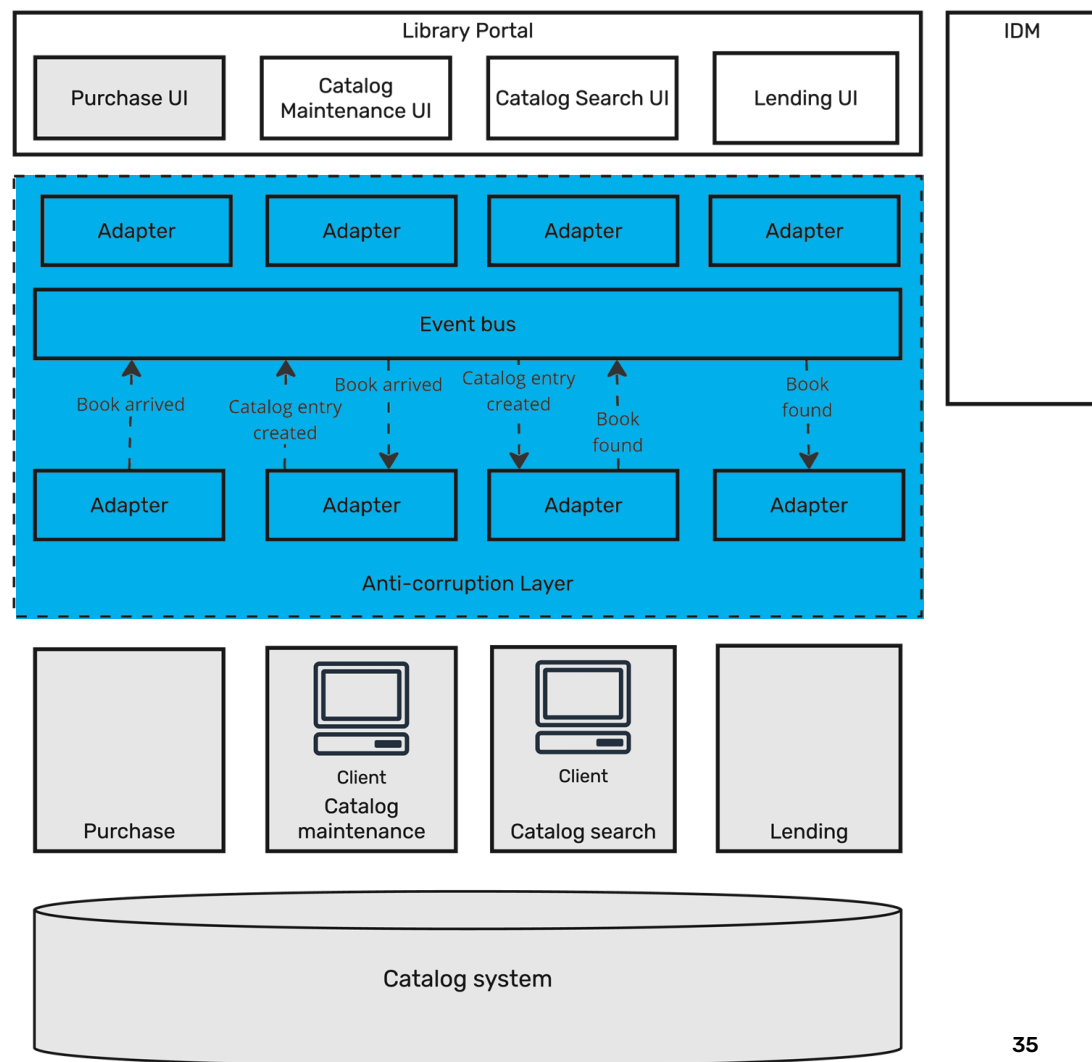 Library Portal
IDM
Purchase UI
Catalog
Maintenance UI
Catalog Search UI
Lending UI
Adapter
Adapter
Adapter
Adapter
Event bus
Book arrived
Catalog entry
created
Book arrived
Catalog entry
created
Book
found
Book
found
Adapter
Adapter
Adapter
Adapter
Anti-corruption Layer
Purchase
Client
Catalog
maintenance
Client
Catalog search
Lending
Catalog system
35